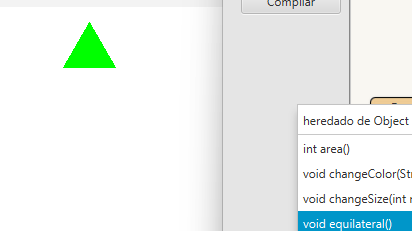 Compilar
heredado de Object
int area()
void changeColor(Str
void changeSize(int
void equilateral()